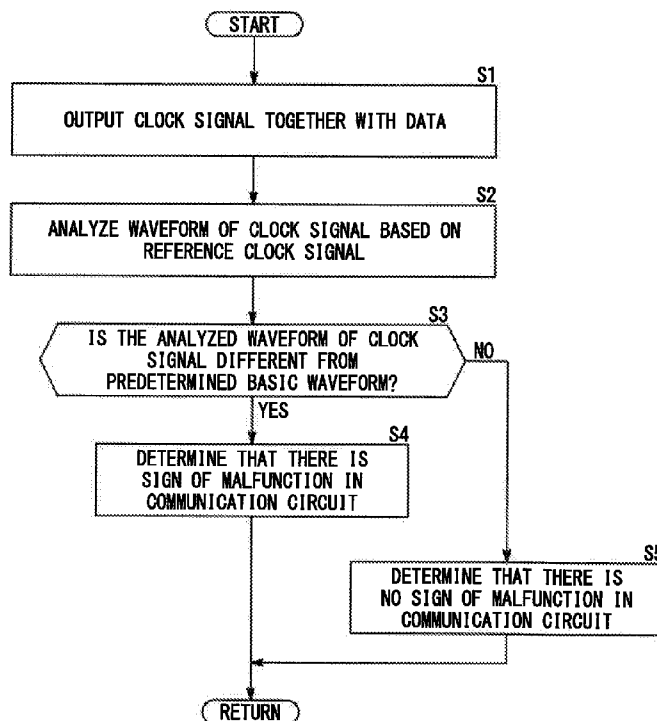 START
S1
OUTPUT CLOCK SIGNAL TOGETHER WITH DATA
S2
ANALYZE WAVEFORM OF CLOCK SIGNAL BASED ON
REFERENCE CLOCK SIGNAL
S3
IS THE ANALYZED WAVEFORM OF CLOCK
SIGNAL DIFFERENT FROM
PREDETERMINED BASIC WAVEFORM?
NO
YES
S4
DETERMINE THAT THERE IS
SIGN OF MALFUNCTION IN
COMMUNICATION CIRCUIT
S5
DETERMINE THAT THERE IS
NO SIGN OF MALFUNCTION IN
COMMUNICATION CIRCUIT
RETURN